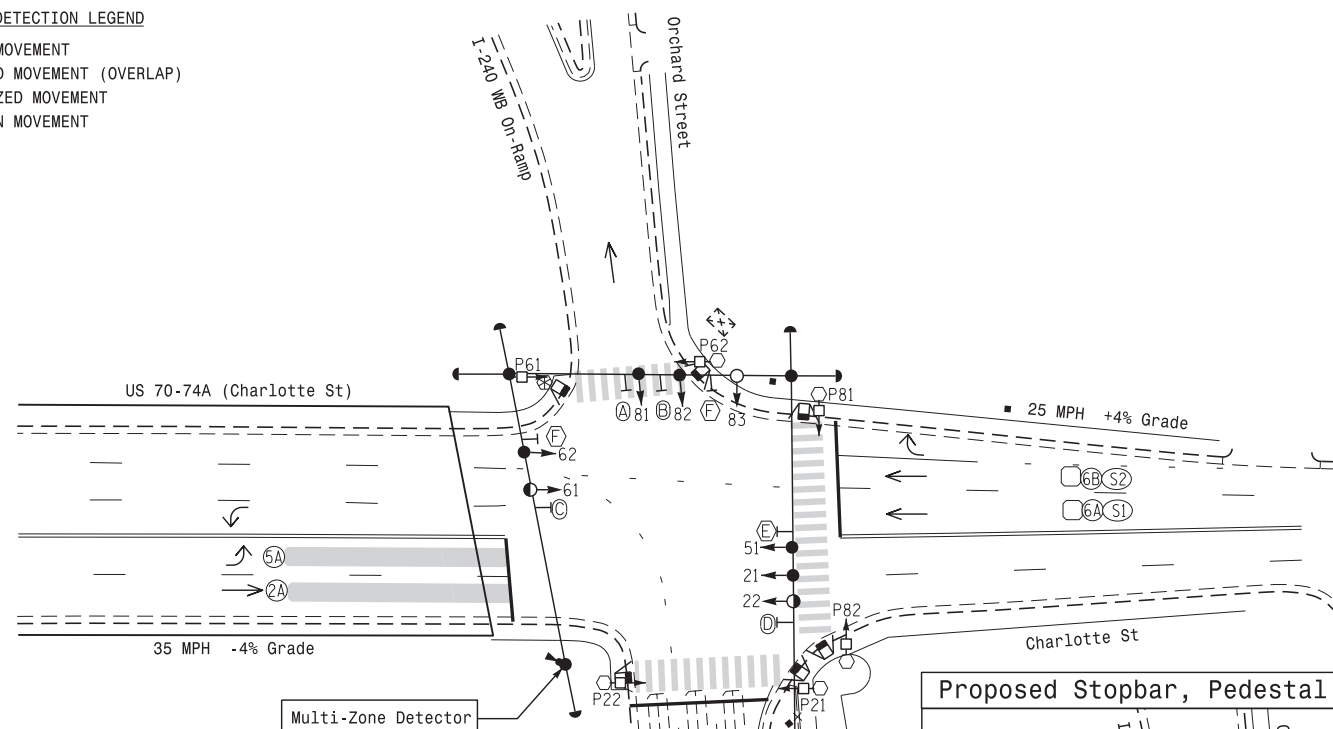 DETECTION LEGEND
MOVEMENT
D MOVEMENT (OVERLAP)
ZED MOVEMENT
N MOVEMENT
I-240 WB On-Ramp
Orchard Street
US 70-74A (Charlotte St)
P61
P62
P81
A 81 B 82 F 83
25 MPH +4% Grade
F
62
61
C
6B S2
6A S1
E
51
21
22
D
5A
2A
P82
35 MPH -4% Grade
Charlotte St
P22
P21
Multi-Zone Detector
Proposed Stopbar, Pedestal